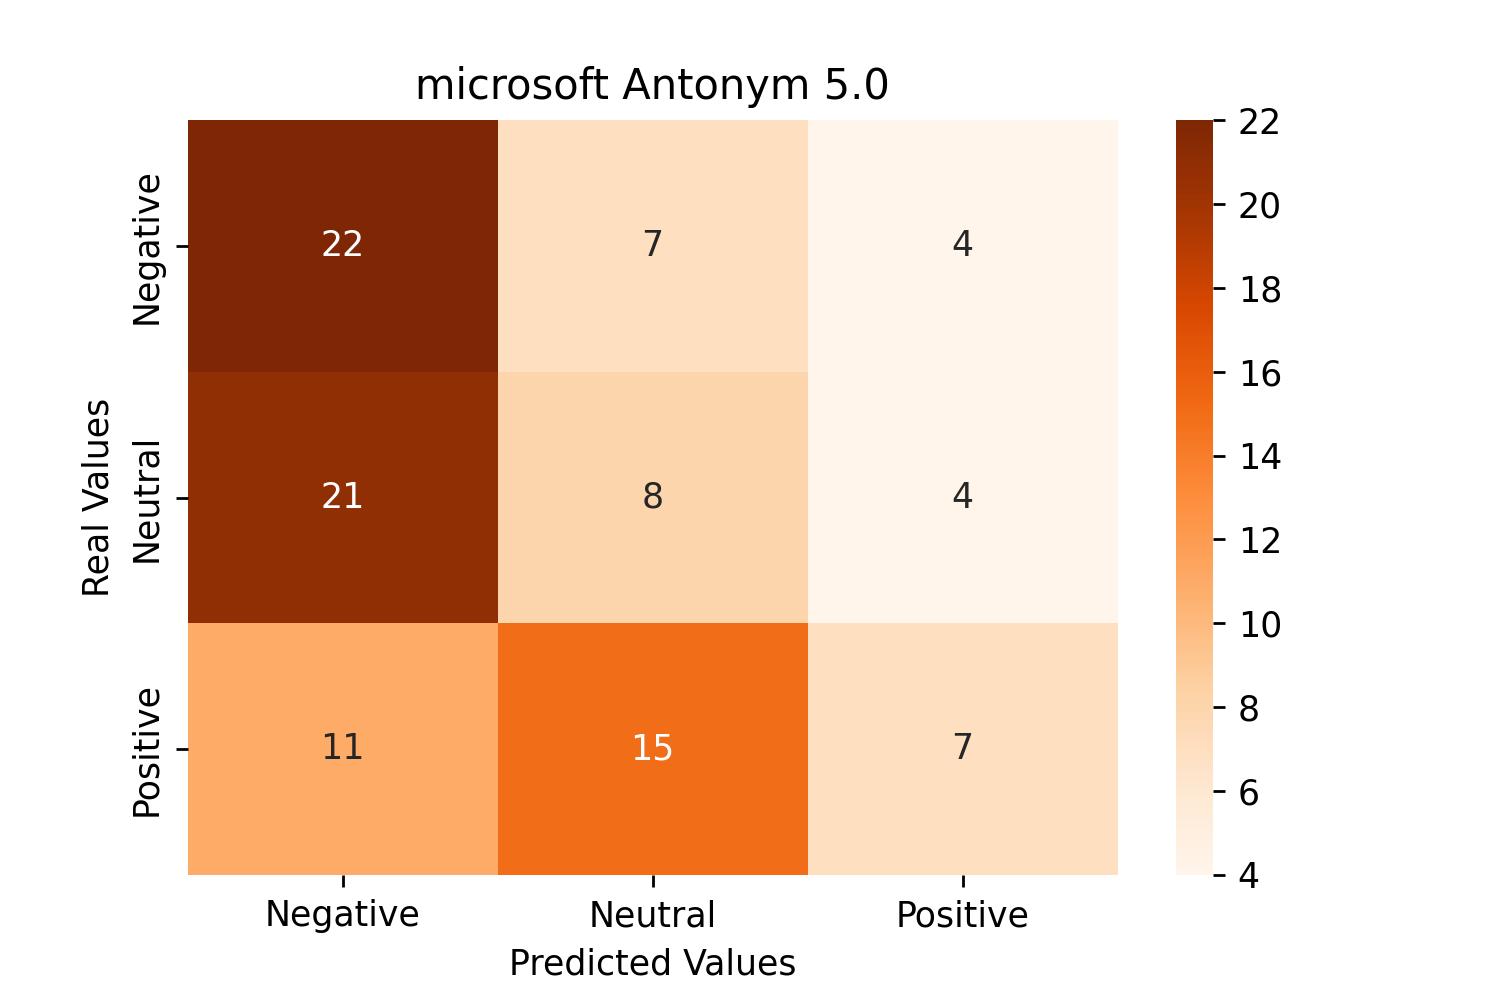 microsoft Antonym 5.0
Real Values
Negative
22 7 4
Neutral
21 8 4
Positive
11 15 7
Negative Neutral Positive
Predicted Values
22
20
18
16
14
12
10
8
6
4